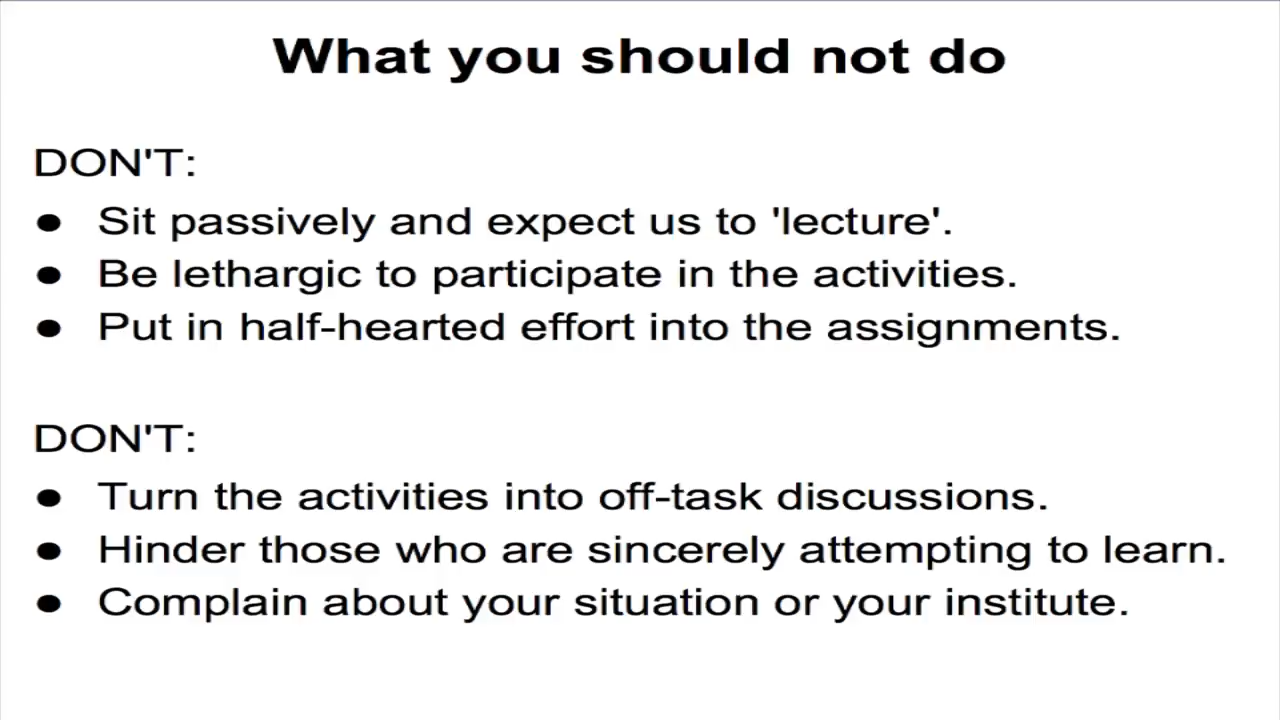 What you should not do
DON'T:
● Sit passively and expect us to 'lecture'.
● Be lethargic to participate in the activities.
● Put in half-hearted effort into the assignments.
DON'T:
● Turn the activities into off-task discussions.
● Hinder those who are sincerely attempting to learn.
● Complain about your situation or your institute.